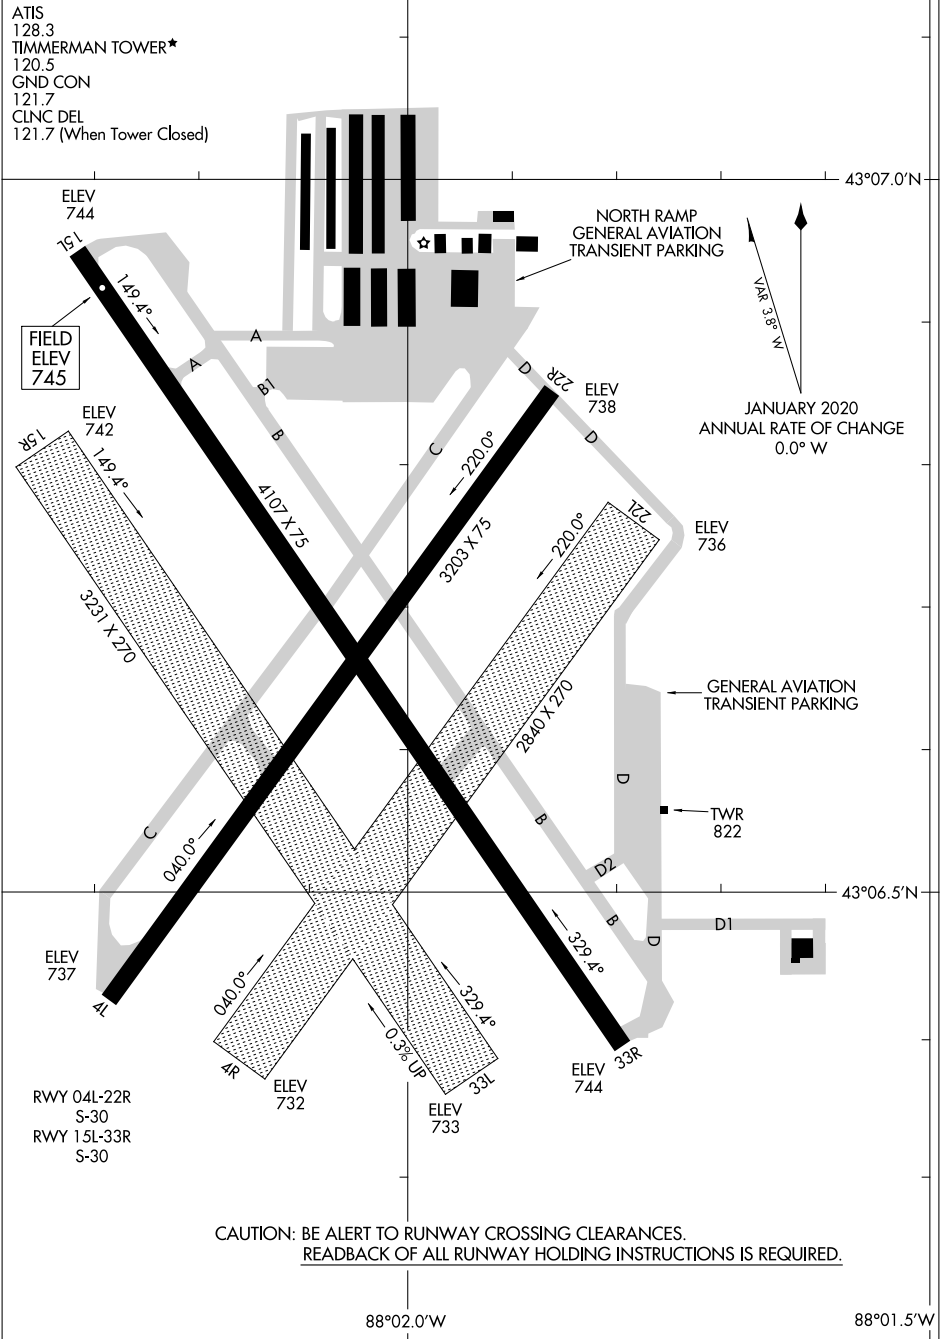 ATIS
128.3
TIMMERMAN TOWER★
120.5
GND CON
121.7
CLNC DEL
121.7 (When Tower Closed)
43°07.0'N
ELEV
744
15L
149.4°
NORTH RAMP
GENERAL AVIATION
TRANSIENT PARKING
VAR 3.8° W
JANUARY 2020
ANNUAL RATE OF CHANGE
0.0° W
FIELD
ELEV
745
A
A
B1
B
C
D
22R
ELEV
738
D
220.0°
ELEV
742
15R
149.4°
4107 X 75
3203 X 75
22L
220.0°
ELEV
736
3231 X 270
2840 X 270
GENERAL AVIATION
TRANSIENT PARKING
D
TWR
822
C
040.0°
B
D2
43°06.5'N
B
D
D1
ELEV
737
4L
040.0°
329.4°
329.4°
0.3% UP
4R
ELEV
732
33L
ELEV
733
33R
ELEV
744
RWY 04L-22R
S-30
RWY 15L-33R
S-30
CAUTION: BE ALERT TO RUNWAY CROSSING CLEARANCES.
READBACK OF ALL RUNWAY HOLDING INSTRUCTIONS IS REQUIRED.
88°02.0'W
88°01.5'W